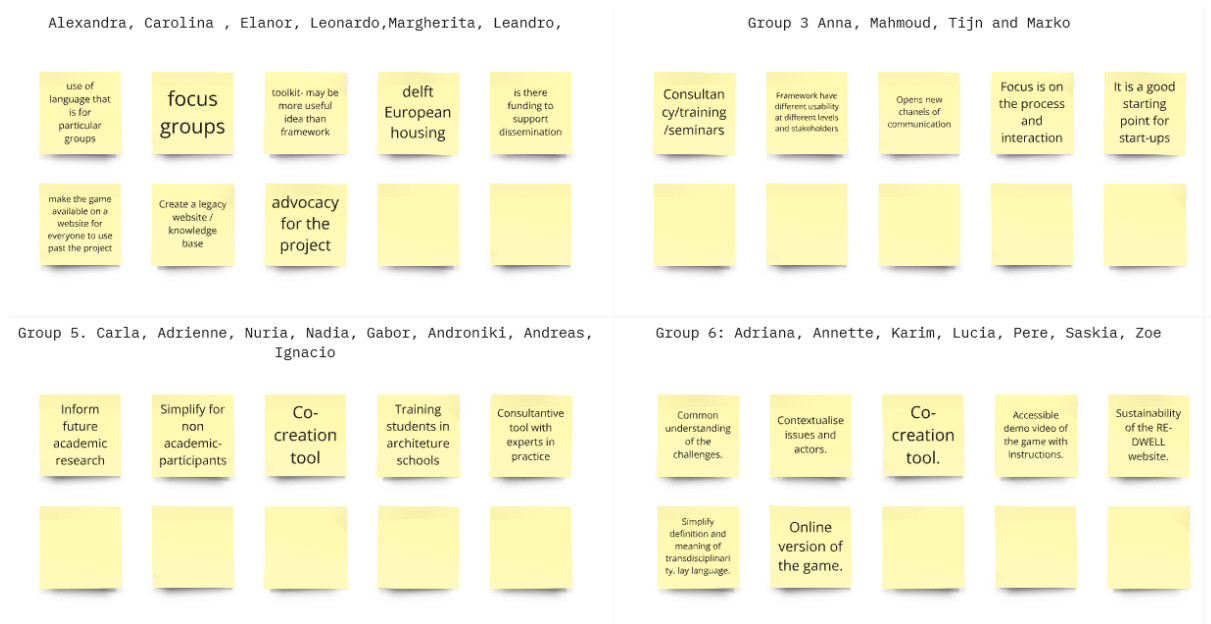 Alexandra, Carolina , Elanor, Leonardo,Margherita, Leandro,
use of
language that
is for
particular
groups
focus
groups
toolkit- may be
more useful
idea than
framework
delft
European
housing
is there
funding to
support
dissemination
make the game
available on a
website for
everyone to use
past the project
Create a legacy
website /
knowledge
base
advocacy
for the
project
Group 3 Anna, Mahmoud, Tijn and Marko
Consultan
cy/training
/seminars
Framework have
different usability
at different levels
and stakeholders
Opens new
chanels of
communication
Focus is on
the process
and
interaction
It is a good
starting
point for
start-ups
Group 5. Carla, Adrienne, Nuria, Nadia, Gabor, Androniki, Andreas,
Ignacio
Inform
future
academic
research
Simplify for
non
academic-
participants
Co-
creation
tool
Training
students in
architeture
schools
Consultantive
tool with
experts in
practice
Group 6: Adriana, Annette, Karim, Lucia, Pere, Saskia, Zoe
Common
understanding
of the
challenges.
Contextualise
issues and
actors.
Co-
creation
tool.
Accessible
demo video of
the game with
instructions.
Sustainability
of the RE-
DWELL
website.
Simplify
definition and
meaning of
transdisciplinari
ty. lay language.
Online
version of
the game.